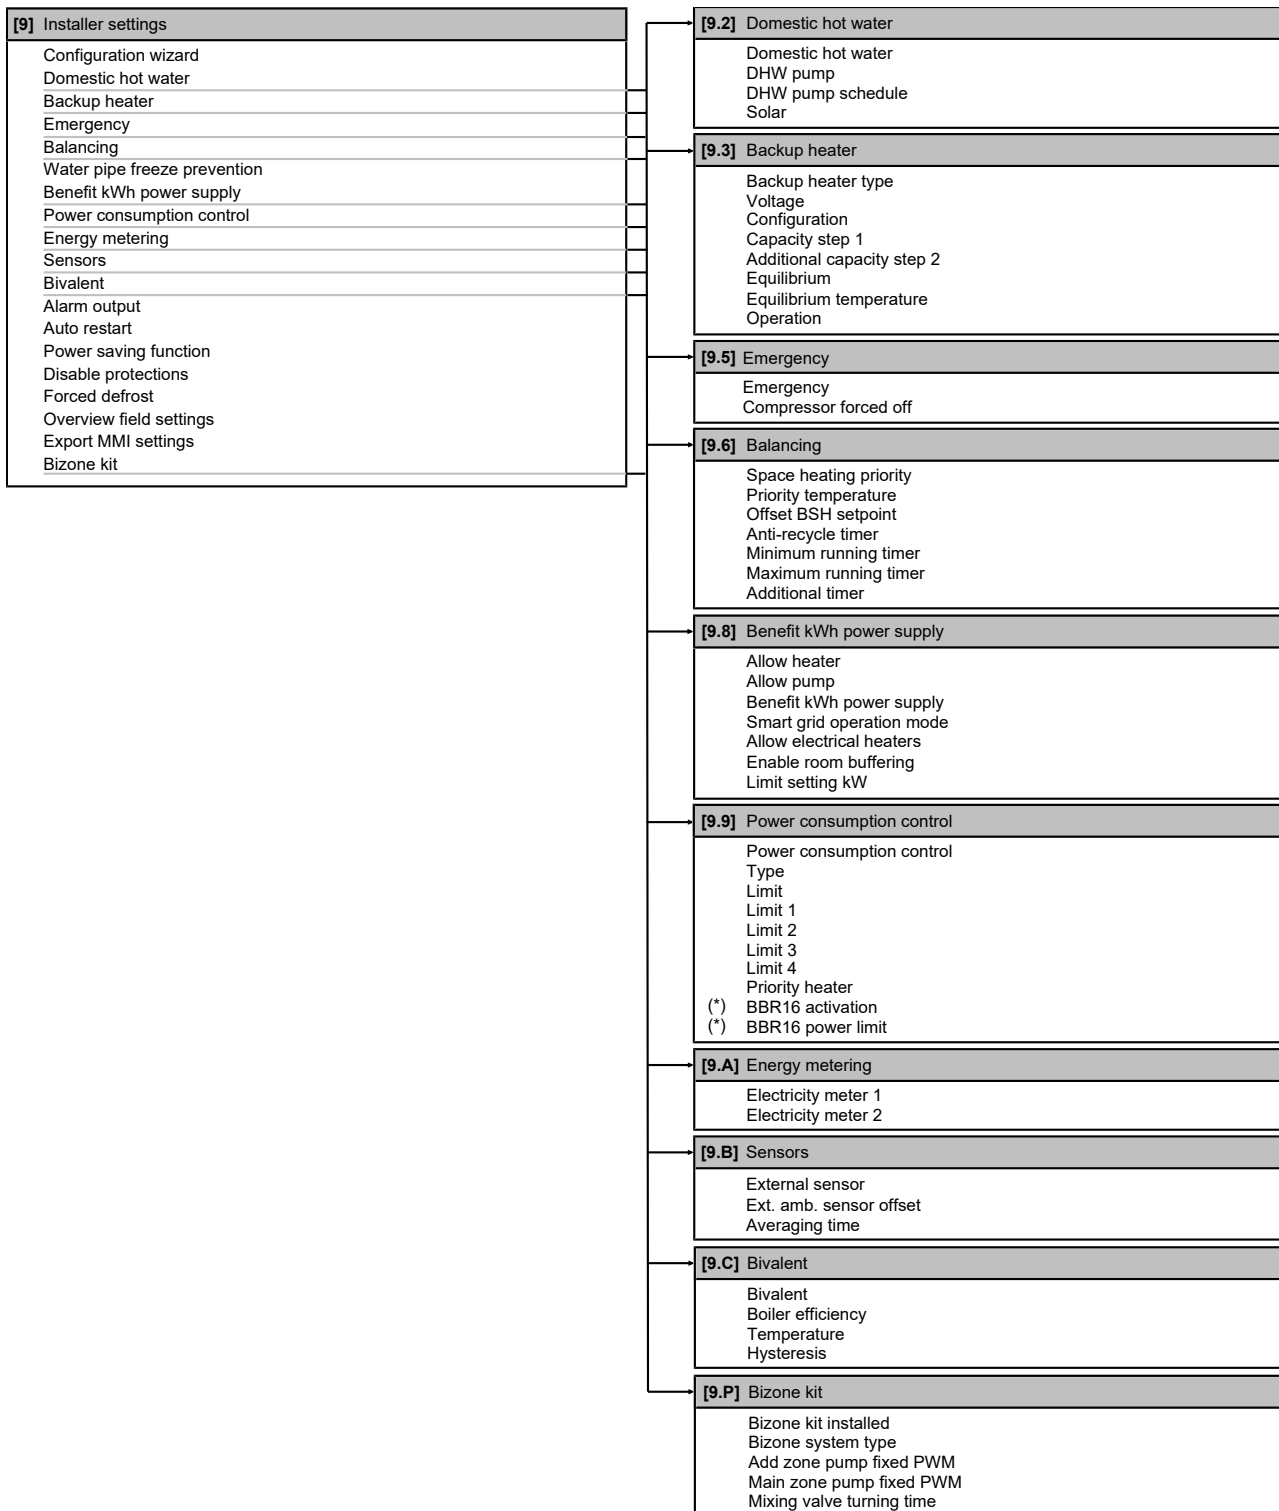 [9] Installer settings
Configuration wizard
Domestic hot water
Backup heater
Emergency
Balancing
Water pipe freeze prevention
Benefit kWh power supply
Power consumption control
Energy metering
Sensors
Bivalent
Alarm output
Auto restart
Power saving function
Disable protections
Forced defrost
Overview field settings
Export MMI settings
Bizone kit
[9.2] Domestic hot water
Domestic hot water
DHW pump
DHW pump schedule
Solar
[9.3] Backup heater
Backup heater type
Voltage
Configuration
Capacity step 1
Additional capacity step 2
Equilibrium
Equilibrium temperature
Operation
[9.5] Emergency
Emergency
Compressor forced off
[9.6] Balancing
Space heating priority
Priority temperature
Offset BSH setpoint
Anti-recycle timer
Minimum running timer
Maximum running timer
Additional timer
[9.8] Benefit kWh power supply
Allow heater
Allow pump
Benefit kWh power supply
Smart grid operation mode
Allow electrical heaters
Enable room buffering
Limit setting kW
[9.9] Power consumption control
Power consumption control
Type
Limit
Limit 1
Limit 2
Limit 3
Limit 4
Priority heater
(*) BBR16 activation
(*) BBR16 power limit
[9.A] Energy metering
Electricity meter 1
Electricity meter 2
[9.B] Sensors
External sensor
Ext. amb. sensor offset
Averaging time
[9.C] Bivalent
Bivalent
Boiler efficiency
Temperature
Hysteresis
[9.P] Bizone kit
Bizone kit installed
Bizone system type
Add zone pump fixed PWM
Main zone pump fixed PWM
Mixing valve turning time